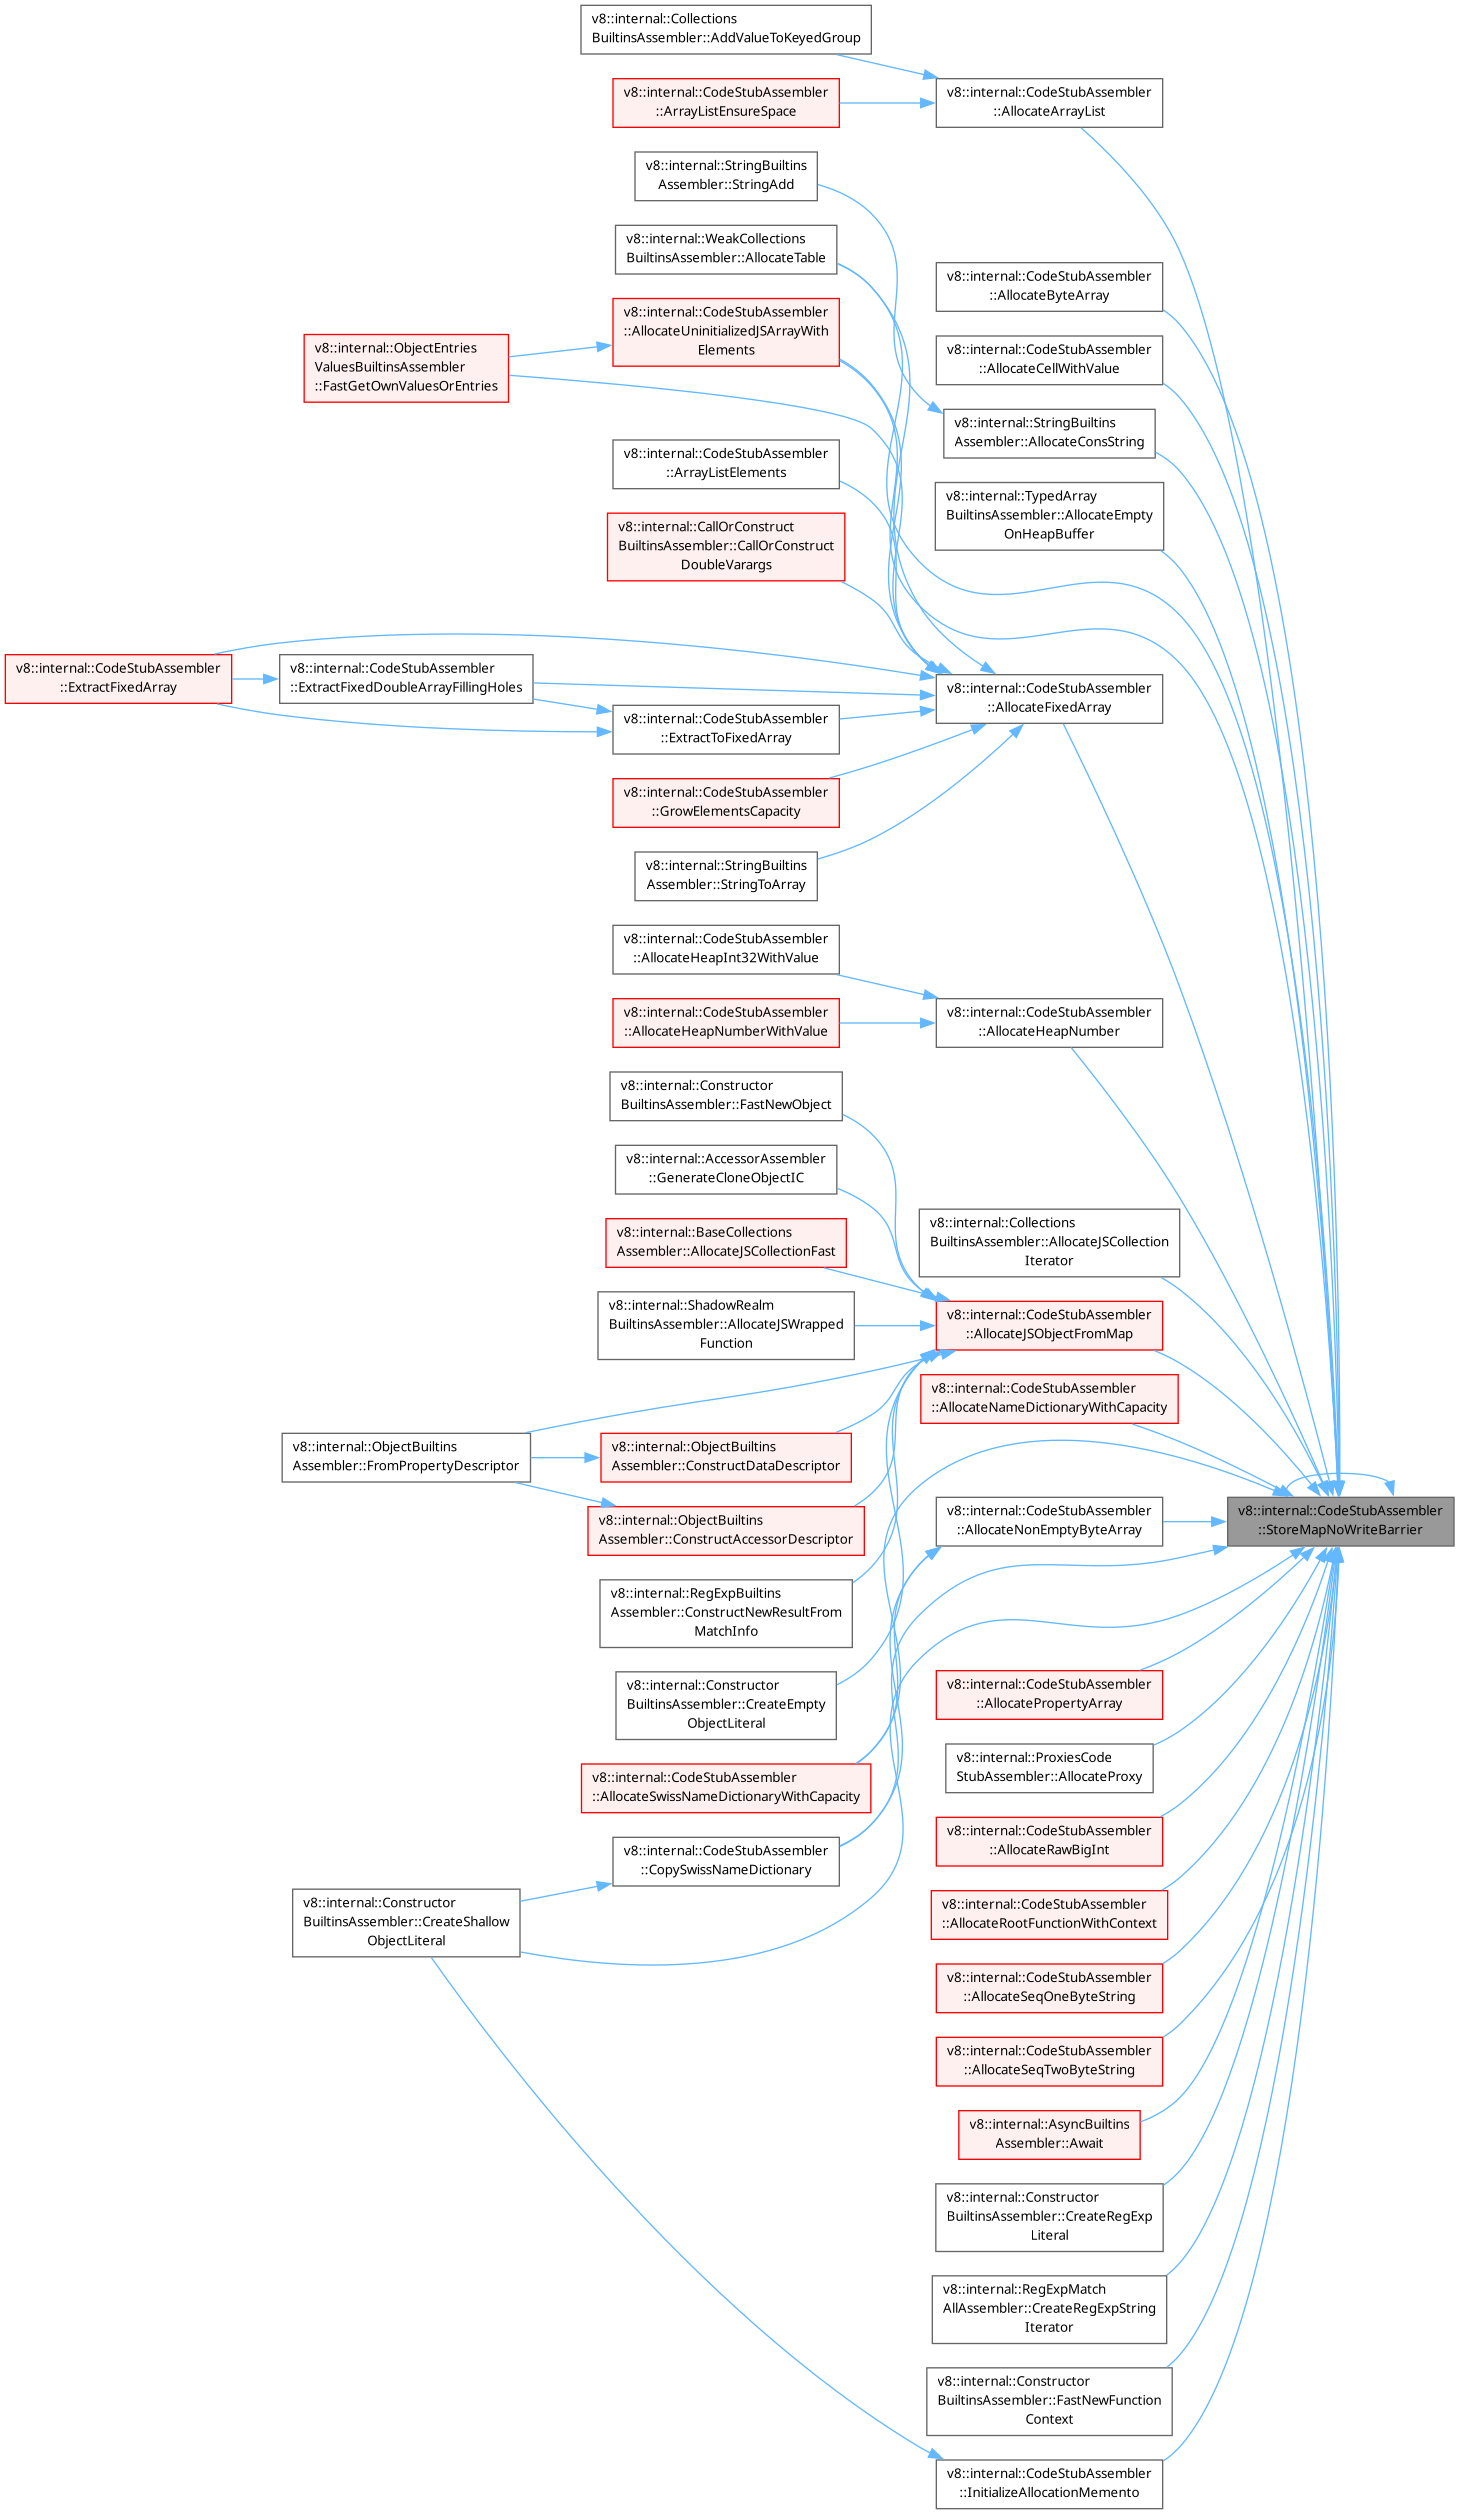 v8::internal::Collections
BuiltinsAssembler::AddValueToKeyedGroup
v8::internal::CodeStubAssembler
::ArrayListEnsureSpace
v8::internal::CodeStubAssembler
::AllocateArrayList
v8::internal::StringBuiltins
Assembler::StringAdd
v8::internal::WeakCollections
BuiltinsAssembler::AllocateTable
v8::internal::CodeStubAssembler
::AllocateByteArray
v8::internal::CodeStubAssembler
::AllocateUninitializedJSArrayWith
Elements
v8::internal::ObjectEntries
ValuesBuiltinsAssembler
::FastGetOwnValuesOrEntries
v8::internal::CodeStubAssembler
::AllocateCellWithValue
v8::internal::StringBuiltins
Assembler::AllocateConsString
v8::internal::CodeStubAssembler
::ArrayListElements
v8::internal::TypedArray
BuiltinsAssembler::AllocateEmpty
OnHeapBuffer
v8::internal::CallOrConstruct
BuiltinsAssembler::CallOrConstruct
DoubleVarargs
v8::internal::CodeStubAssembler
::ExtractFixedArray
v8::internal::CodeStubAssembler
::ExtractFixedDoubleArrayFillingHoles
v8::internal::CodeStubAssembler
::AllocateFixedArray
v8::internal::CodeStubAssembler
::ExtractToFixedArray
v8::internal::CodeStubAssembler
::GrowElementsCapacity
v8::internal::StringBuiltins
Assembler::StringToArray
v8::internal::CodeStubAssembler
::AllocateHeapInt32WithValue
v8::internal::CodeStubAssembler
::AllocateHeapNumberWithValue
v8::internal::CodeStubAssembler
::AllocateHeapNumber
v8::internal::Constructor
BuiltinsAssembler::FastNewObject
v8::internal::AccessorAssembler
::GenerateCloneObjectIC
v8::internal::BaseCollections
Assembler::AllocateJSCollectionFast
v8::internal::Collections
BuiltinsAssembler::AllocateJSCollection
Iterator
v8::internal::ShadowRealm
BuiltinsAssembler::AllocateJSWrapped
Function
v8::internal::CodeStubAssembler
::AllocateJSObjectFromMap
v8::internal::CodeStubAssembler
::AllocateNameDictionaryWithCapacity
v8::internal::ObjectBuiltins
Assembler::FromPropertyDescriptor
v8::internal::ObjectBuiltins
Assembler::ConstructDataDescriptor
v8::internal::ObjectBuiltins
Assembler::ConstructAccessorDescriptor
v8::internal::CodeStubAssembler
::AllocateNonEmptyByteArray
v8::internal::CodeStubAssembler
::StoreMapNoWriteBarrier
v8::internal::RegExpBuiltins
Assembler::ConstructNewResultFrom
MatchInfo
v8::internal::Constructor
BuiltinsAssembler::CreateEmpty
ObjectLiteral
v8::internal::CodeStubAssembler
::AllocatePropertyArray
v8::internal::ProxiesCode
StubAssembler::AllocateProxy
v8::internal::CodeStubAssembler
::AllocateSwissNameDictionaryWithCapacity
v8::internal::CodeStubAssembler
::AllocateRawBigInt
v8::internal::CodeStubAssembler
::CopySwissNameDictionary
v8::internal::Constructor
BuiltinsAssembler::CreateShallow
ObjectLiteral
v8::internal::CodeStubAssembler
::AllocateRootFunctionWithContext
v8::internal::CodeStubAssembler
::AllocateSeqOneByteString
v8::internal::CodeStubAssembler
::AllocateSeqTwoByteString
v8::internal::AsyncBuiltins
Assembler::Await
v8::internal::Constructor
BuiltinsAssembler::CreateRegExp
Literal
v8::internal::RegExpMatch
AllAssembler::CreateRegExpString
Iterator
v8::internal::Constructor
BuiltinsAssembler::FastNewFunction
Context
v8::internal::CodeStubAssembler
::InitializeAllocationMemento